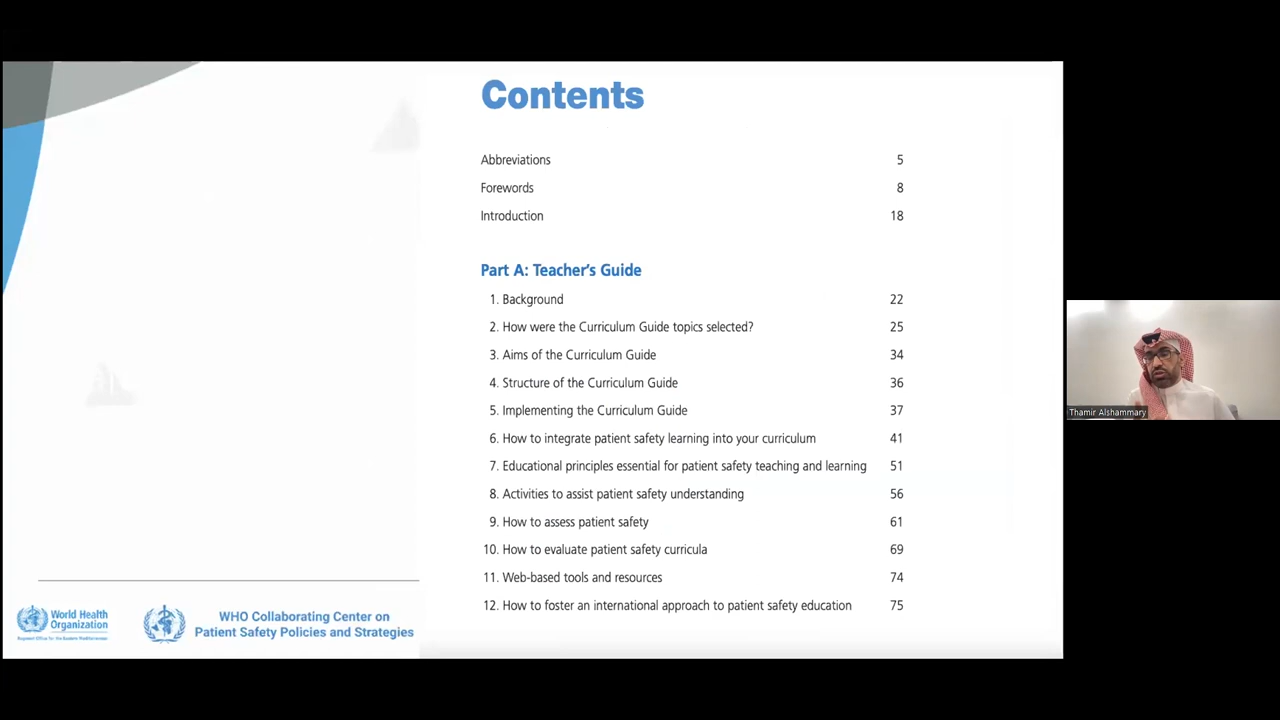 Contents
Abbreviations 5
Forewords 8
Introduction 18
Part A: Teacher’s Guide
1. Background 22
2. How were the Curriculum Guide topics selected? 25
3. Aims of the Curriculum Guide 34
4. Structure of the Curriculum Guide 36
5. Implementing the Curriculum Guide 37
6. How to integrate patient safety learning into your curriculum 41
7. Educational principles essential for patient safety teaching and learning 51
8. Activities to assist patient safety understanding 56
9. How to assess patient safety 61
10. How to evaluate patient safety curricula 69
11. Web-based tools and resources 74
12. How to foster an international approach to patient safety education 75
World Health
Organization
Regional Office for the Eastern Mediterranean
WHO Collaborating Center on
Patient Safety Policies and Strategies
Thamir Alshammary